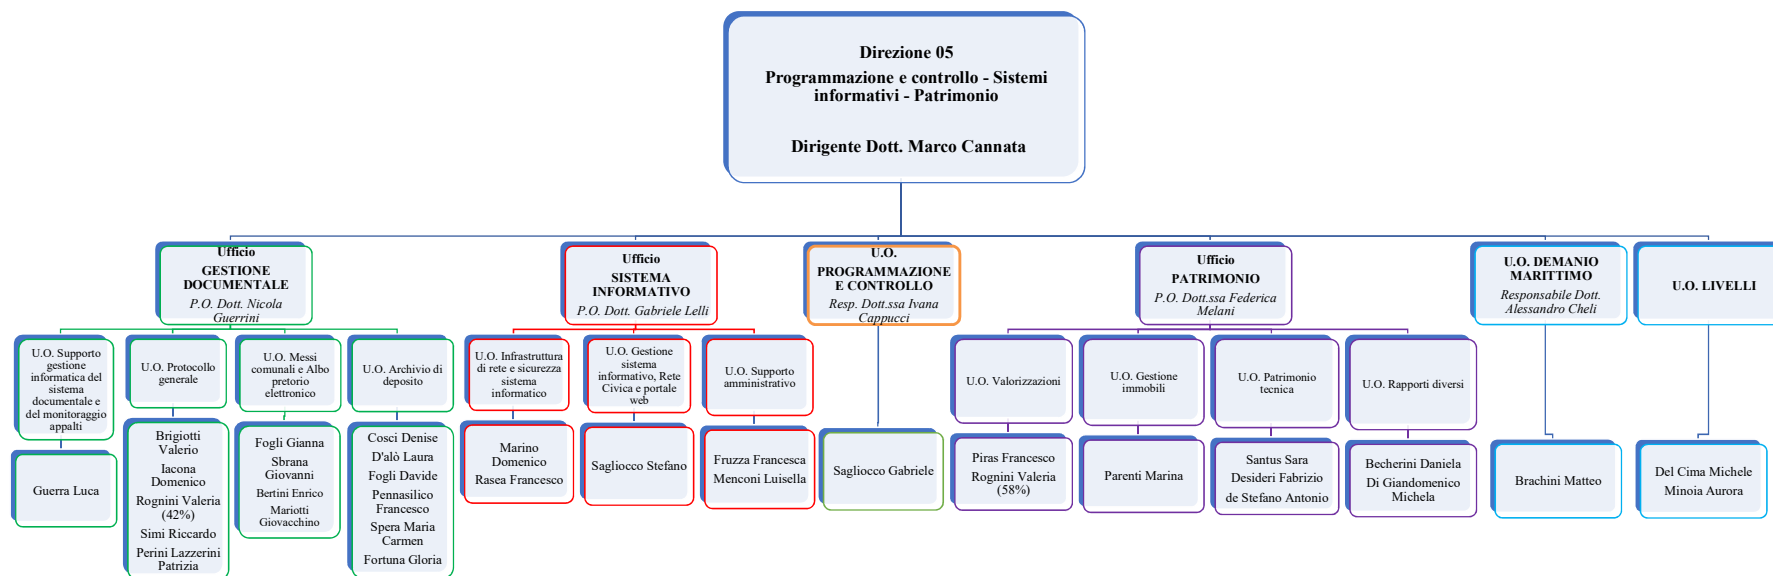 Direzione 05
Programmazione e controllo - Sistemi
informativi - Patrimonio
Dirigente Dott. Marco Cannata
Ufficio
GESTIONE
DOCUMENTALE
P.O. Dott. Nicola
Guerrini
Ufficio
SISTEMA
INFORMATIVO
P.O. Dott. Gabriele Lelli
U.O.
PROGRAMMAZIONE
E CONTROLLO
Resp. Dott.ssa Ivana
Cappucci
Ufficio
PATRIMONIO
P.O. Dott.ssa Federica
Melani
U.O. DEMANIO
MARITTIMO
Responsabile Dott.
Alessandro Cheli
U.O. LIVELLI
U.O. Supporto
gestione
informatica del
sistema
documentale e
del monitoraggio
appalti
U.O. Protocollo
generale
U.O. Messi
comunali e Albo
pretorio
elettronico
U.O. Archivio di
deposito
U.O. Infrastruttura
di rete e sicurezza
sistema
informatico
U.O. Gestione
sistema
informativo, Rete
Civica e portale
web
U.O. Supporto
amministrativo
U.O. Valorizzazioni
U.O. Gestione
immobili
U.O. Patrimonio
tecnica
U.O. Rapporti diversi
Guerra Luca
Brigiotti
Valerio
Iacona
Domenico
Rognini Valeria
(42%)
Simi Riccardo
Perini Lazzerini
Patrizia
Fogli Gianna
Sbrana
Giovanni
Bertini Enrico
Mariotti
Giovacchino
Cosci Denise
D'alò Laura
Fogli Davide
Pennasilico
Francesco
Spera Maria
Carmen
Fortuna Gloria
Marino
Domenico
Rasea Francesco
Sagliocco Stefano
Fruzza Francesca
Menconi Luisella
Sagliocco Gabriele
Piras Francesco
Rognini Valeria
(58%)
Parenti Marina
Santus Sara
Desideri Fabrizio
de Stefano Antonio
Becherini Daniela
Di Giandomenico
Michela
Brachini Matteo
Del Cima Michele
Minoia Aurora